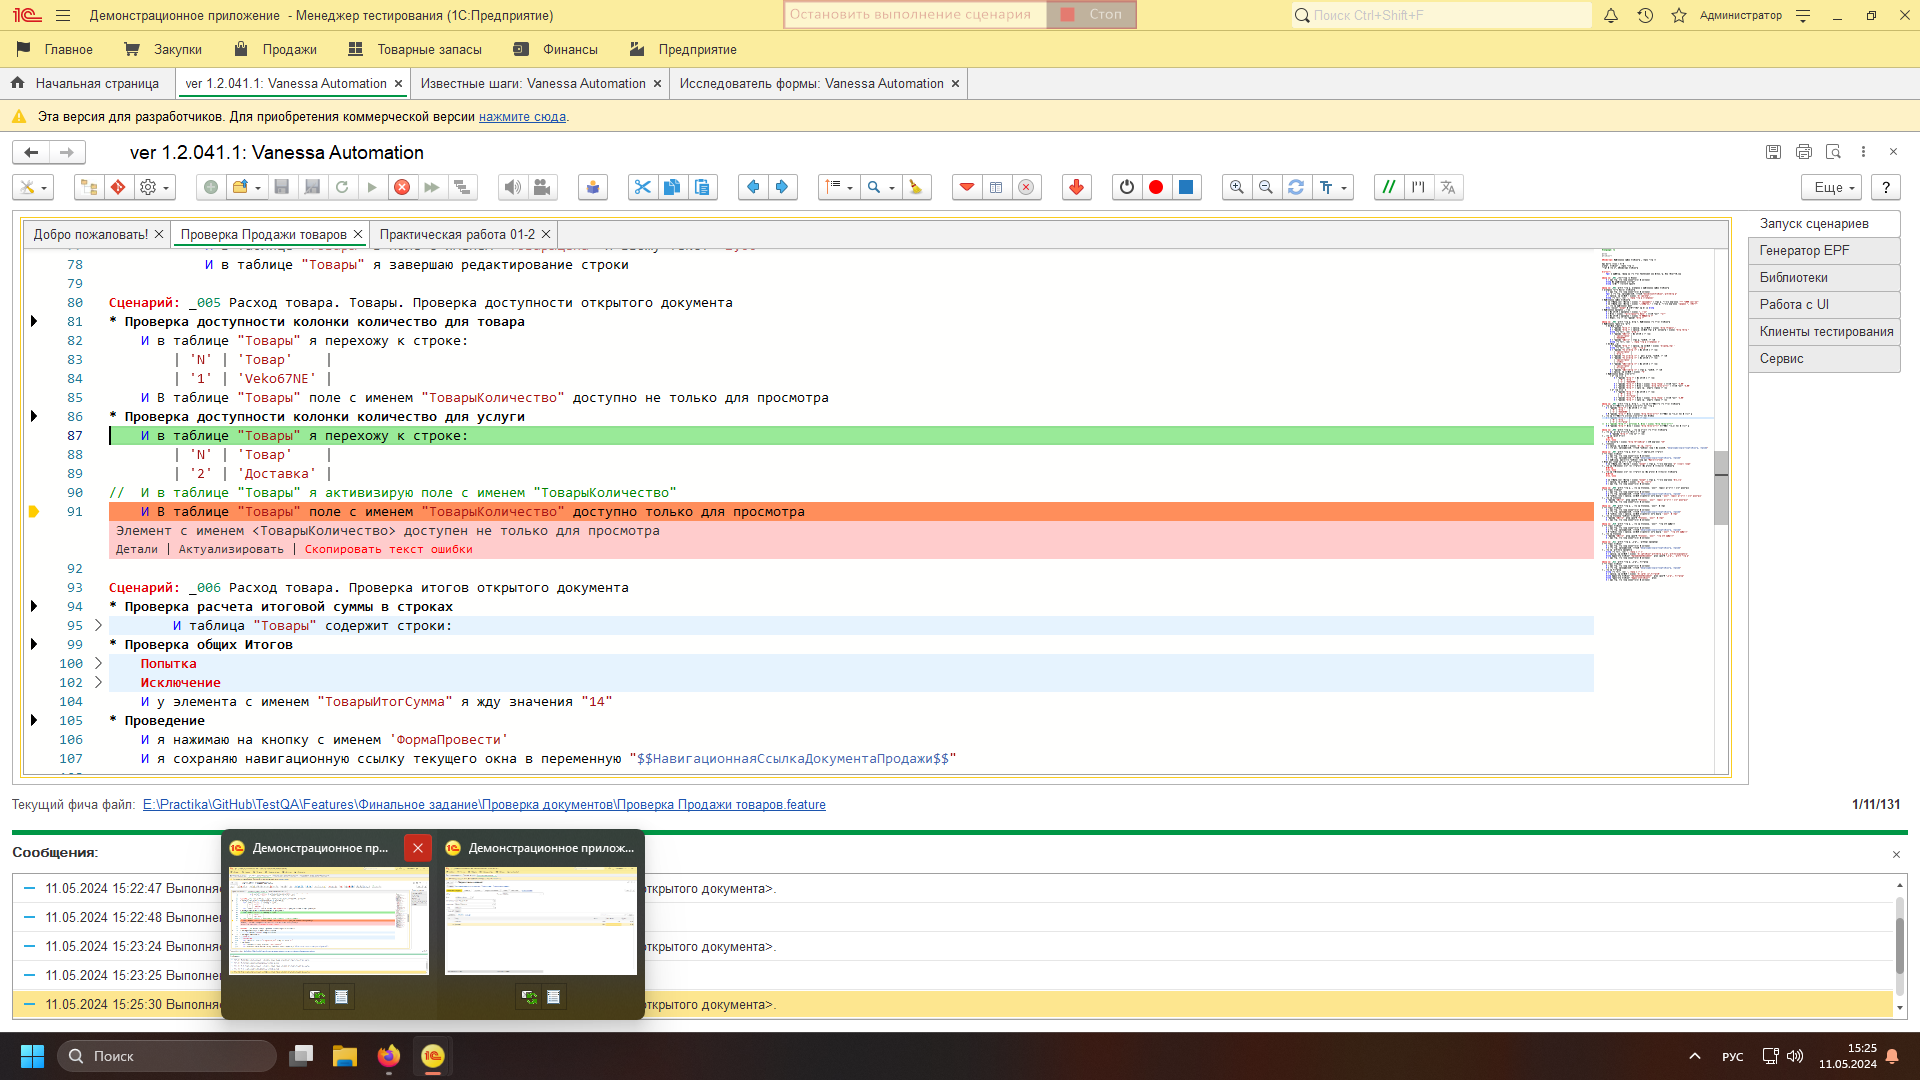 Демонстрационное приложение - Менеджер тестирования (1С:Предприятие)
Остановить выполнение сценария
Стоп
Поиск Ctrl+Shift+F
Администратор
Главное
Закупки
Продажи
Товарные запасы
Финансы
Предприятие
Начальная страница
ver 1.2.041.1: Vanessa Automation
Известные шаги: Vanessa Automation
Исследователь формы: Vanessa Automation
Эта версия для разработчиков. Для приобретения коммерческой версии нажмите сюда.
ver 1.2.041.1: Vanessa Automation
Еще
?
Добро пожаловать!
Проверка Продажи товаров
Практическая работа 01-2
78 И в таблице "Товары" я завершаю редактирование строки
79
80 Сценарий: _005 Расход товара. Товары. Проверка доступности открытого документа
81 * Проверка доступности колонки количество для товара
82 И в таблице "Товары" я перехожу к строке:
83 | 'N' | 'Товар' |
84 | '1' | 'Veko67NE' |
85 И В таблице "Товары" поле с именем "ТоварыКоличество" доступно не только для просмотра
86 * Проверка доступности колонки количество для услуги
87 И в таблице "Товары" я перехожу к строке:
88 | 'N' | 'Товар' |
89 | '2' | 'Доставка' |
90 // И в таблице "Товары" я активизирую поле с именем "ТоварыКоличество"
91 И В таблице "Товары" поле с именем "ТоварыКоличество" доступно только для просмотра
Элемент с именем <ТоварыКоличество> доступен не только для просмотра
Детали | Актуализировать | Скопировать текст ошибки
92
93 Сценарий: _006 Расход товара. Проверка итогов открытого документа
94 * Проверка расчета итоговой суммы в строках
95 И таблица "Товары" содержит строки:
99 * Проверка общих Итогов
100 Попытка
102 Исключение
104 И у элемента с именем "ТоварыИтогСумма" я жду значения "14"
105 * Проведение
106 И я нажимаю на кнопку с именем 'ФормаПровести'
107 И я сохраняю навигационную ссылку текущего окна в переменную "$$НавигационнаяСсылкаДокументаПродажи$$"
Запуск сценариев
Генератор EPF
Библиотеки
Работа с UI
Клиенты тестирования
Сервис
Текущий фича файл: E:\Practika\GitHub\TestQA\Features\Финальное задание\Проверка документов\Проверка Продажи товаров.feature
1/11/131
Сообщения:
Демонстрационное пр...
Демонстрационное прилож...
11.05.2024 15:22:47 Выполняе открытого документа>.
11.05.2024 15:22:48 Выполнен
11.05.2024 15:23:24 Выполняе открытого документа>.
11.05.2024 15:23:25 Выполнен
11.05.2024 15:25:30 Выполняе открытого документа>.
Поиск
РУС
15:25
11.05.2024